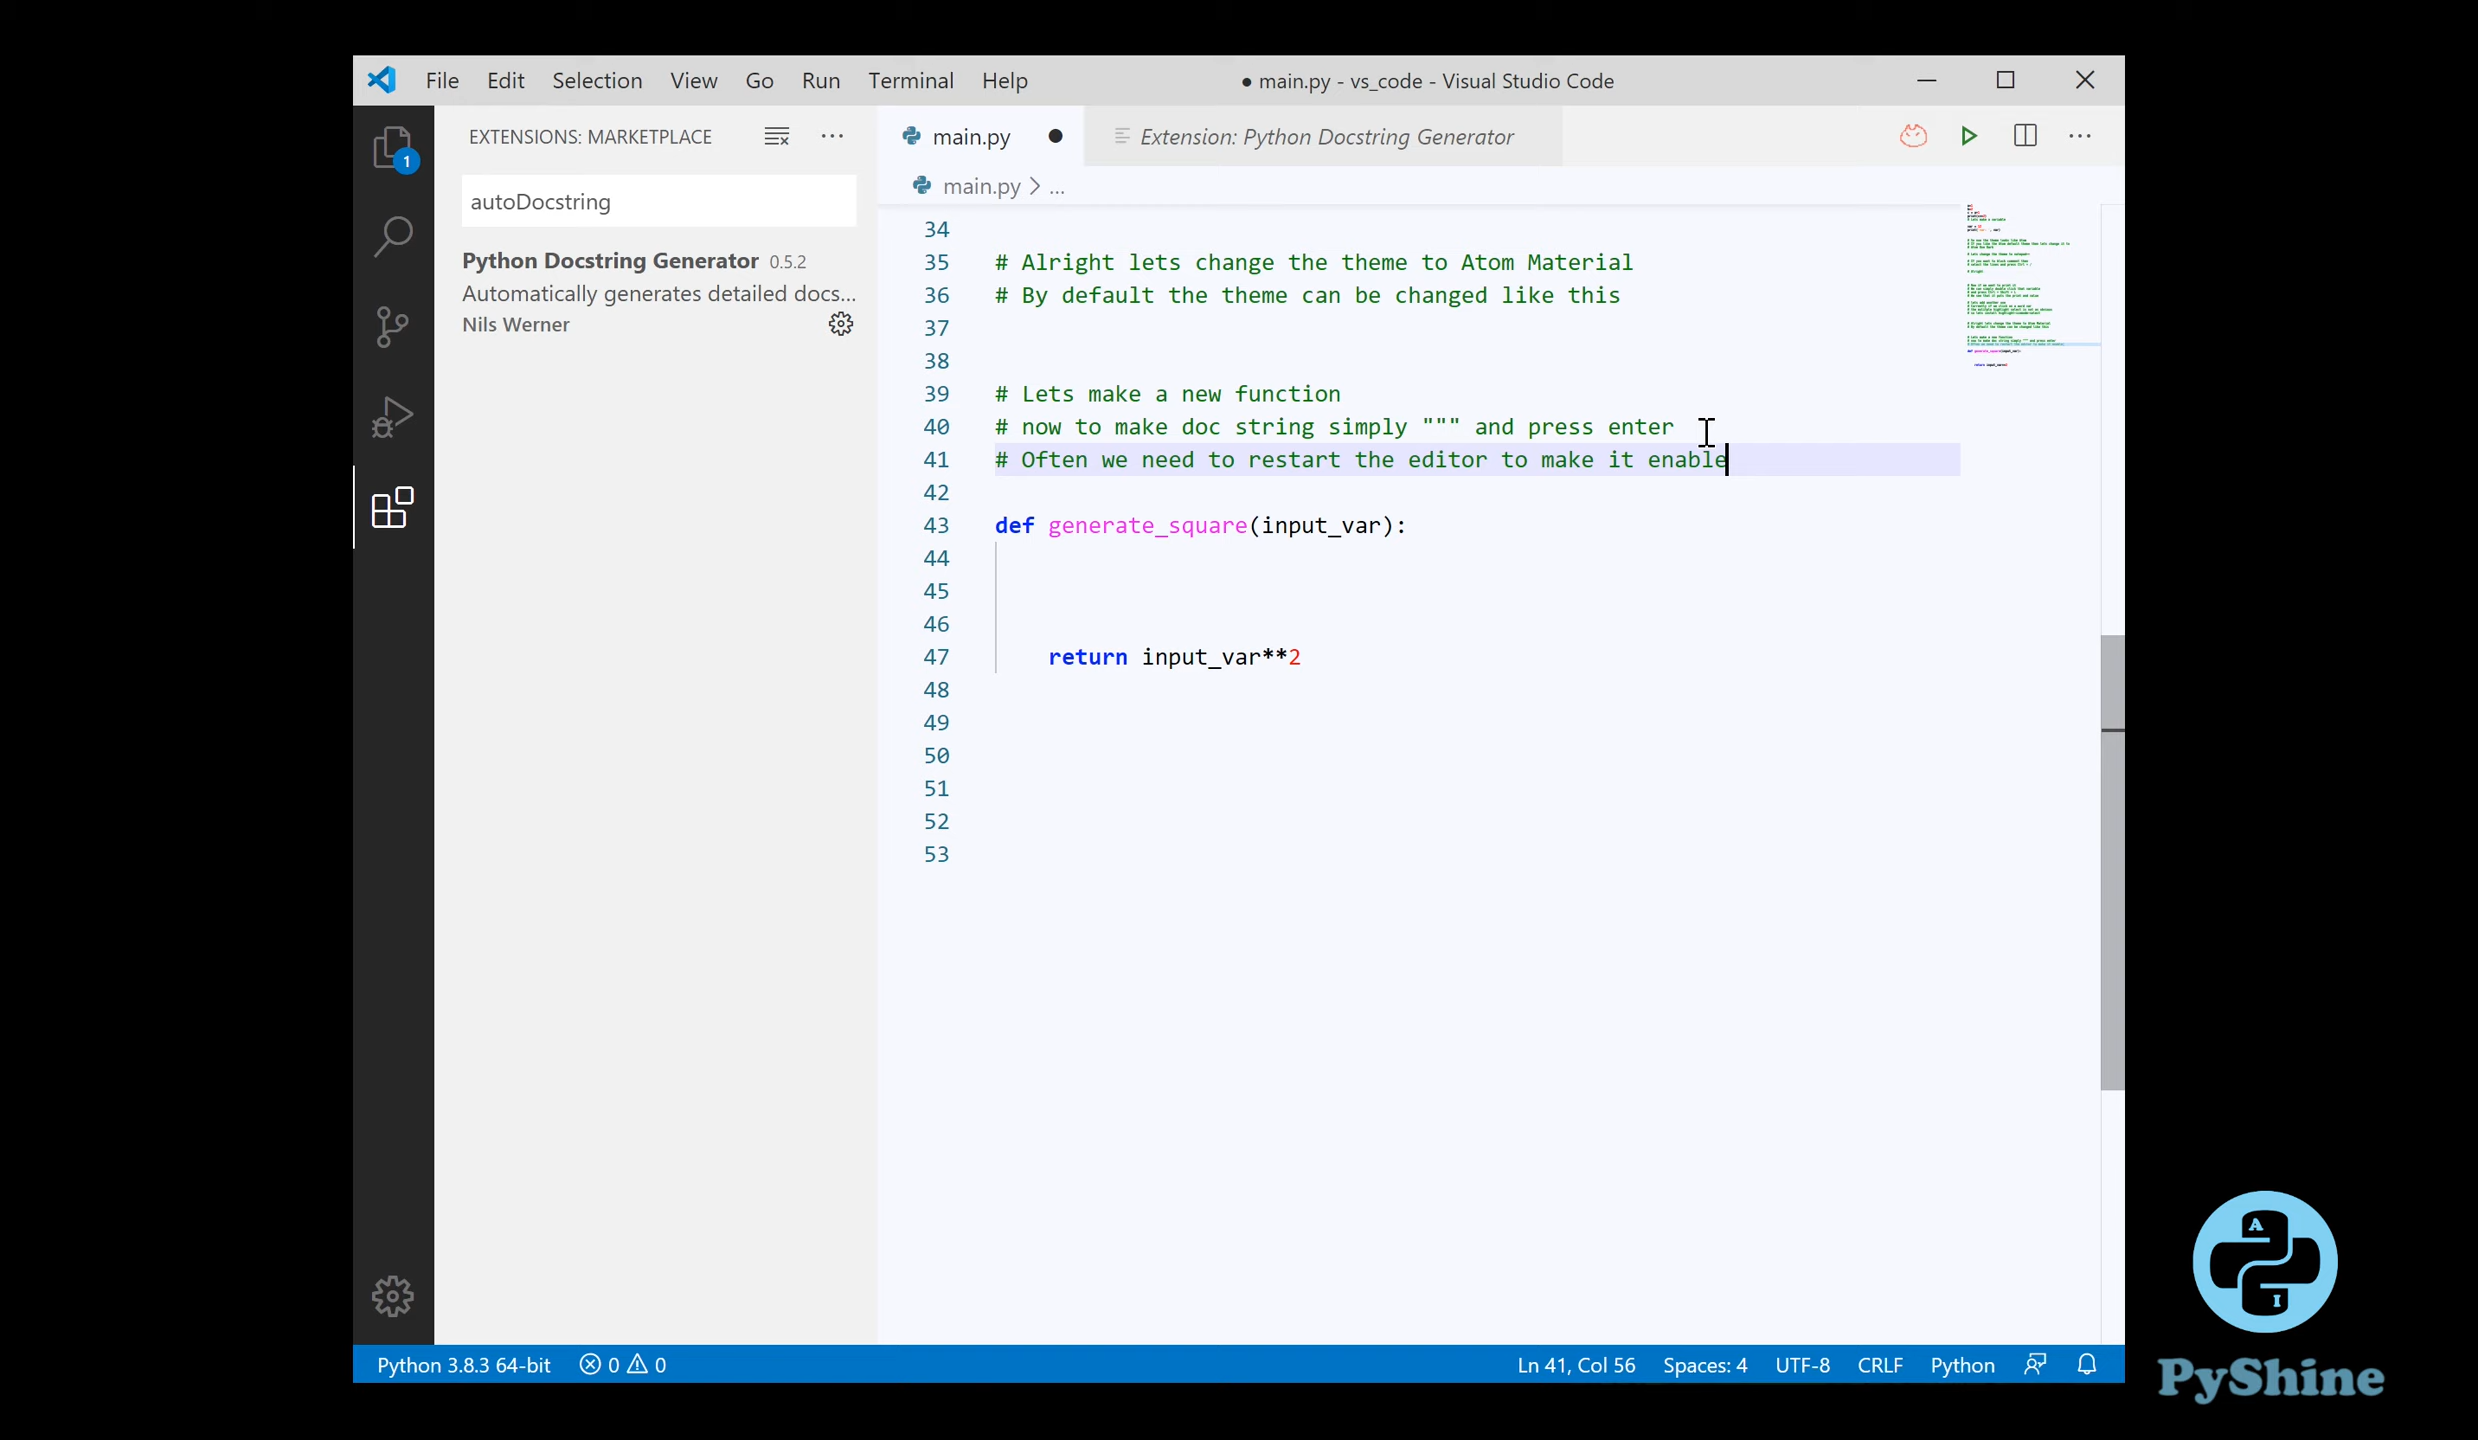 File Edit Selection View Go Run Terminal Help
● main.py - vs_code - Visual Studio Code
1
EXTENSIONS: MARKETPLACE
autoDocstring
Python Docstring Generator 0.5.2
Automatically generates detailed docs...
Nils Werner
main.py
Extension: Python Docstring Generator
main.py > ...
34
35 # Alright lets change the theme to Atom Material
36 # By default the theme can be changed like this
37
38
39 # Lets make a new function
40 # now to make doc string simply """ and press enter
41 # Often we need to restart the editor to make it enable
42
43 def generate_square(input_var):
44
45
46
47 return input_var**2
48
49
50
51
52
53
Python 3.8.3 64-bit 0 0
Ln 41, Col 56 Spaces: 4 UTF-8 CRLF Python
A
I
PyShine